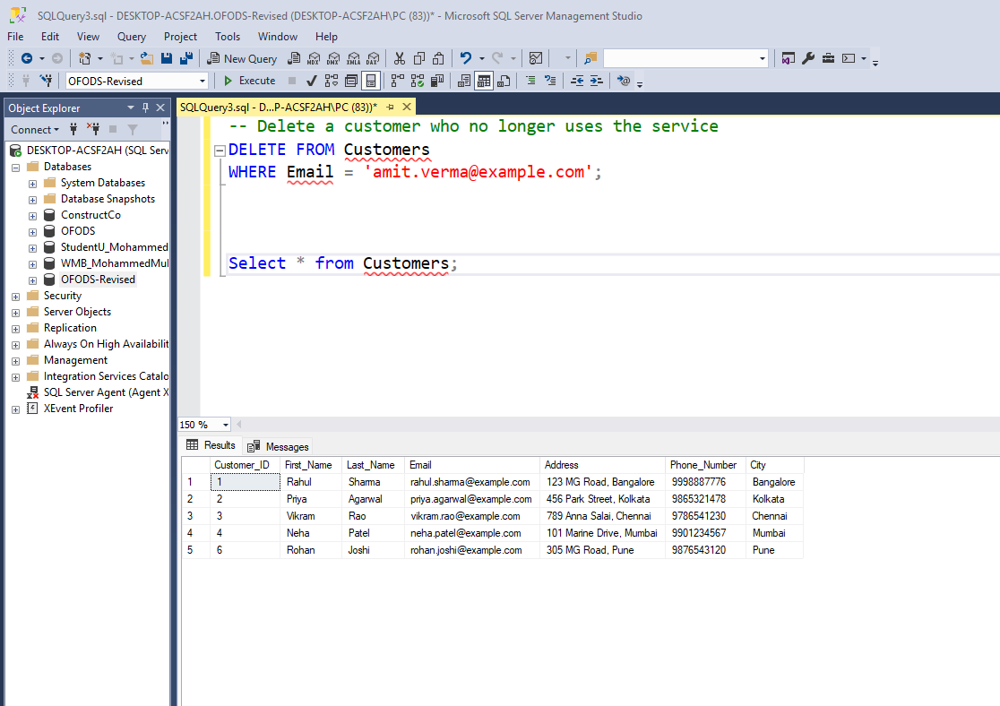 SQLQuery3.sql - DESKTOP-ACSF2AH.OFODS-Revised (DESKTOP-ACSF2AH\PC (83))* - Microsoft SQL Server Management Studio
File Edit View Query Project Tools Window Help
New Query MDX DMX XMLA DAX
OFODS-Revised Execute
Object Explorer
Connect
DESKTOP-ACSF2AH (SQL Serv
Databases
System Databases
Database Snapshots
ConstructCo
OFODS
StudentU_Mohammed
WMB_MohammedMul
OFODS-Revised
Security
Server Objects
Replication
Always On High Availabilit
Management
Integration Services Catalo
SQL Server Agent (Agent X
XEvent Profiler
SQLQuery3.sql - D...P-ACSF2AH\PC (83))*
-- Delete a customer who no longer uses the service
DELETE FROM Customers
WHERE Email = 'amit.verma@example.com';
Select * from Customers;
150 %
Results Messages
Customer_ID First_Name Last_Name Email Address Phone_Number City
1 1 Rahul Sharma rahul.sharma@example.com 123 MG Road, Bangalore 9998887776 Bangalore
2 2 Priya Agarwal priya.agarwal@example.com 456 Park Street, Kolkata 9865321478 Kolkata
3 3 Vikram Rao vikram.rao@example.com 789 Anna Salai, Chennai 9786541230 Chennai
4 4 Neha Patel neha.patel@example.com 101 Marine Drive, Mumbai 9901234567 Mumbai
5 6 Rohan Joshi rohan.joshi@example.com 305 MG Road, Pune 9876543120 Pune